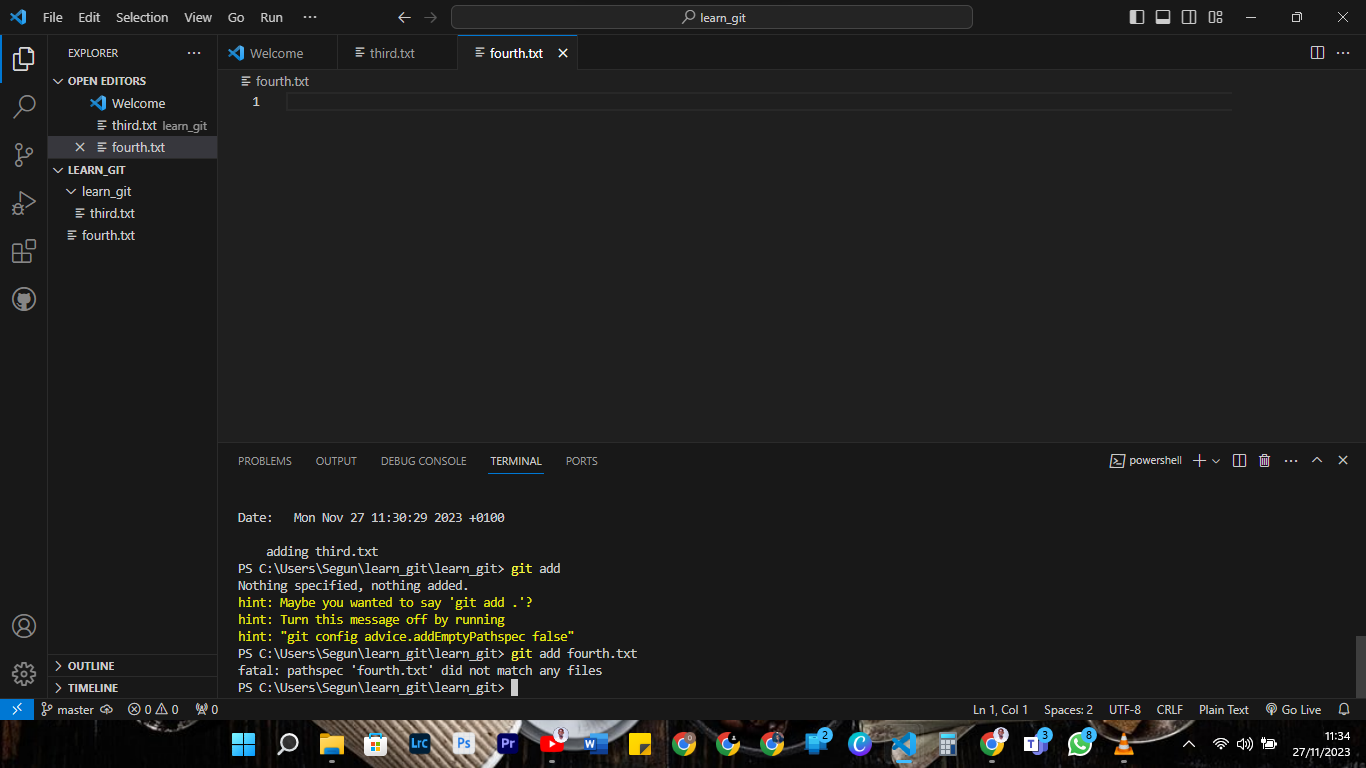 File Edit Selection View Go Run ···
learn_git
EXPLORER ···
OPEN EDITORS
Welcome
third.txt learn_git
fourth.txt
LEARN_GIT
learn_git
third.txt
fourth.txt
OUTLINE
TIMELINE
Welcome third.txt fourth.txt
fourth.txt
1
PROBLEMS OUTPUT DEBUG CONSOLE TERMINAL PORTS
powershell
Date:   Mon Nov 27 11:30:29 2023 +0100
adding third.txt
PS C:\Users\Segun\learn_git\learn_git> git add
Nothing specified, nothing added.
hint: Maybe you wanted to say 'git add .'?
hint: Turn this message off by running
hint: "git config advice.addEmptyPathspec false"
PS C:\Users\Segun\learn_git\learn_git> git add fourth.txt
fatal: pathspec 'fourth.txt' did not match any files
PS C:\Users\Segun\learn_git\learn_git>
master 0 0 0
Ln 1, Col 1 Spaces: 2 UTF-8 CRLF Plain Text Go Live
Lrc Ps Pr W 2 C T 3 8
11:34
27/11/2023